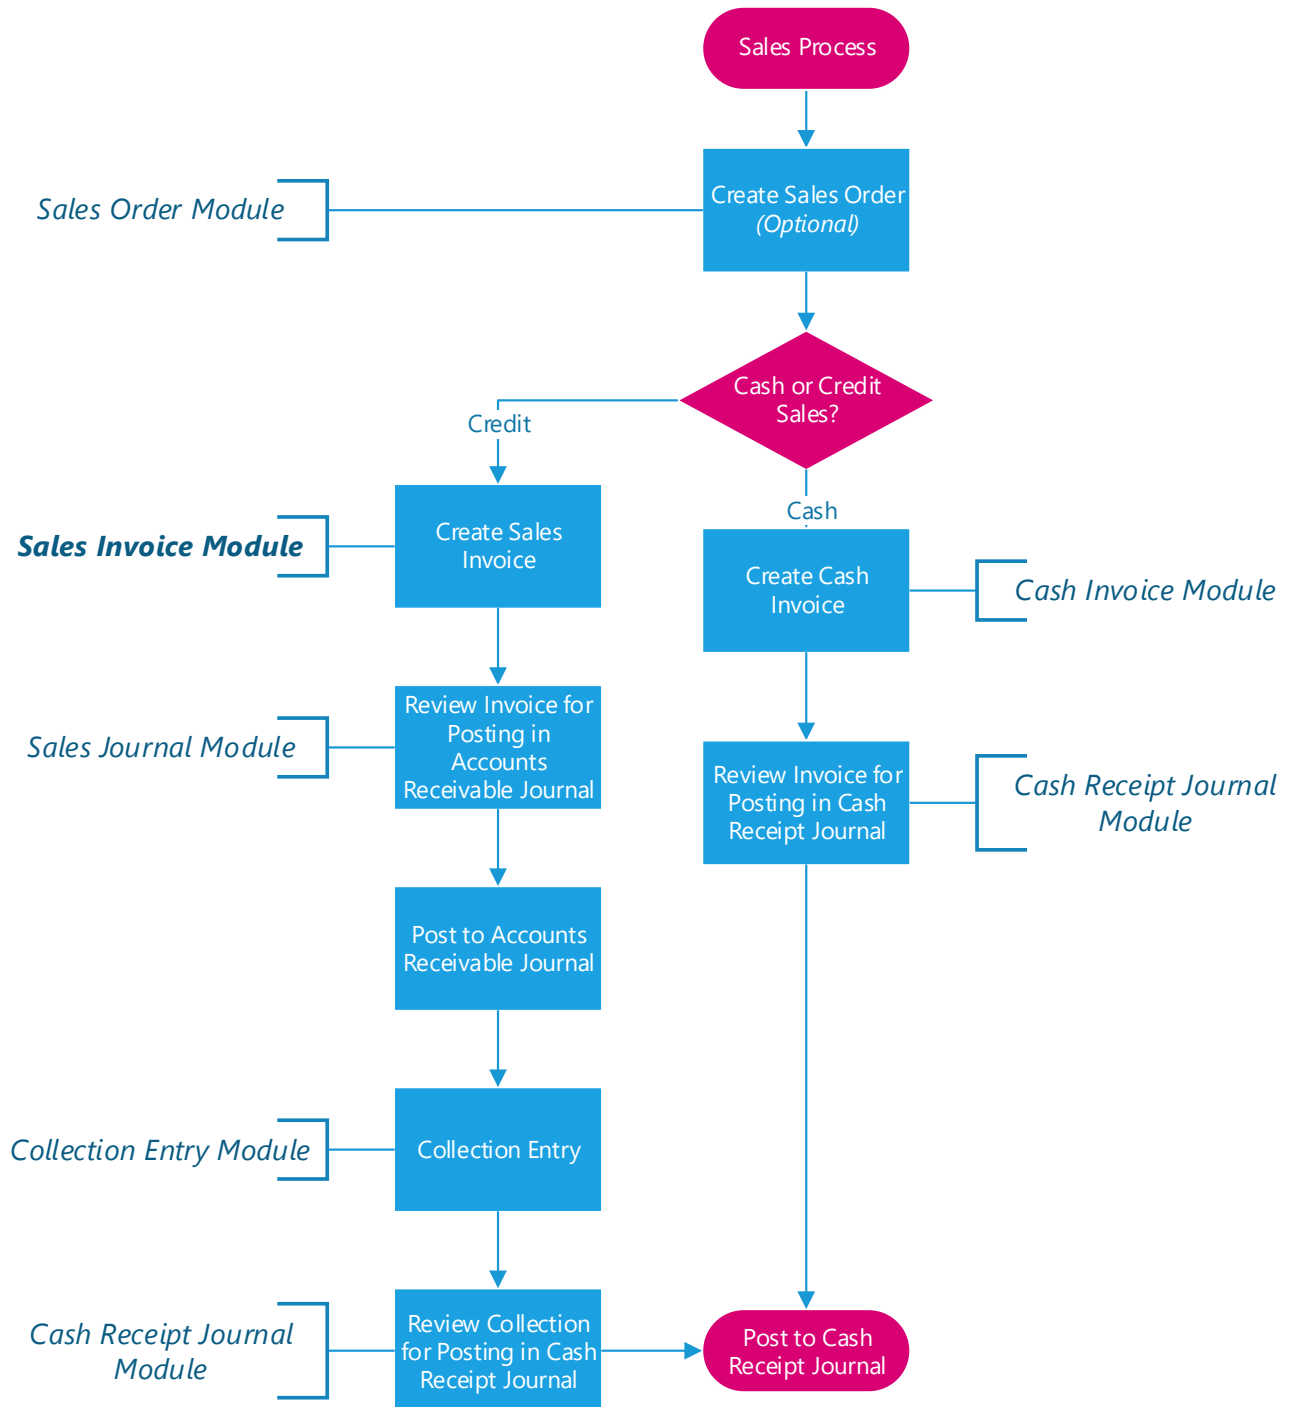 Sales Process
Sales Order Module
Create Sales Order
(Optional)
Cash or Credit
Sales?
Credit
Cash
Sales Invoice Module
Create Sales
Invoice
Create Cash
Invoice
Cash Invoice Module
Sales Journal Module
Review Invoice for
Posting in
Accounts
Receivable Journal
Review Invoice for
Posting in Cash
Receipt Journal
Cash Receipt Journal
Module
Post to Accounts
Receivable Journal
Collection Entry Module
Collection Entry
Cash Receipt Journal
Module
Review Collection
for Posting in Cash
Receipt Journal
Post to Cash
Receipt Journal